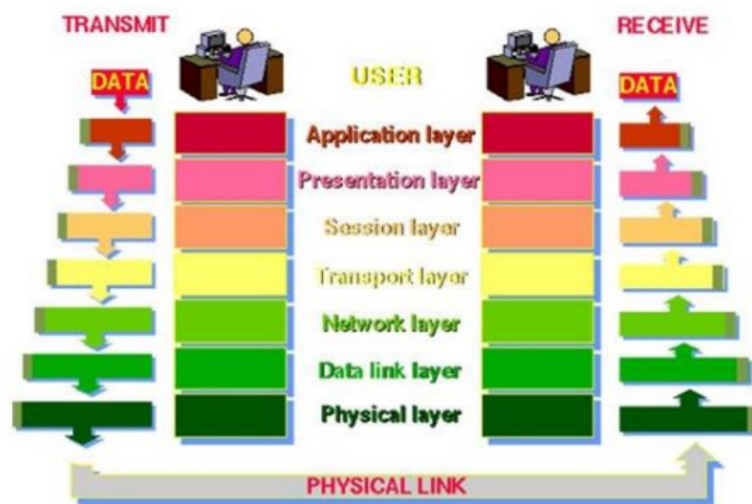 TRANSMIT
RECEIVE
USER
DATA
DATA
Application layer
Presentation layer
Session layer
Transport layer
Network layer
Data link layer
Physical layer
PHYSICAL LINK